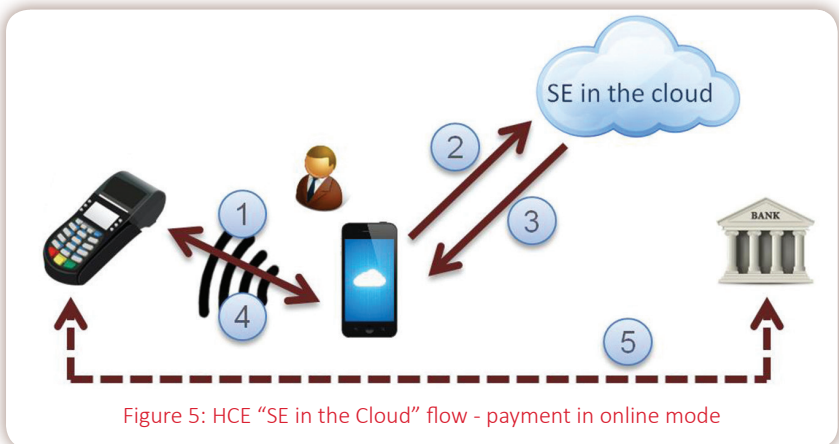 SE in the cloud
2
1
3
BANK
4
5
Figure 5: HCE “SE in the Cloud” flow - payment in online mode